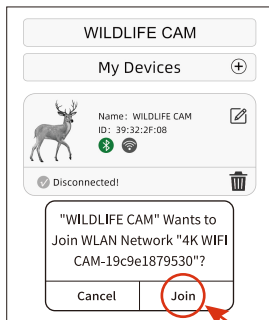 WILDLIFE CAM
My Devices
Name: WILDLIFE CAM
ID: 39:32:2F:08
Disconnected!
"WILDLIFE CAM" Wants to
Join WLAN Network "4K WIFI
CAM-19c9e1879530"?
Cancel Join